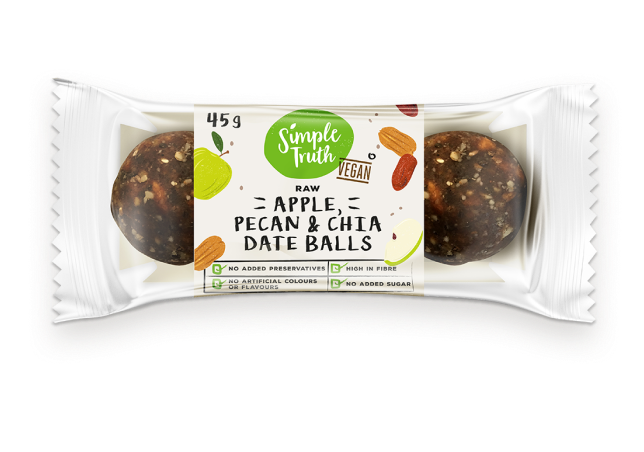 45g
Simple
Truth
VEGAN
RAW
APPLE,
PECAN & CHIA
DATE BALLS
NO ADDED PRESERVATIVES
HIGH IN FIBRE
NO ARTIFICIAL COLOURS
OR FLAVOURS
NO ADDED SUGAR